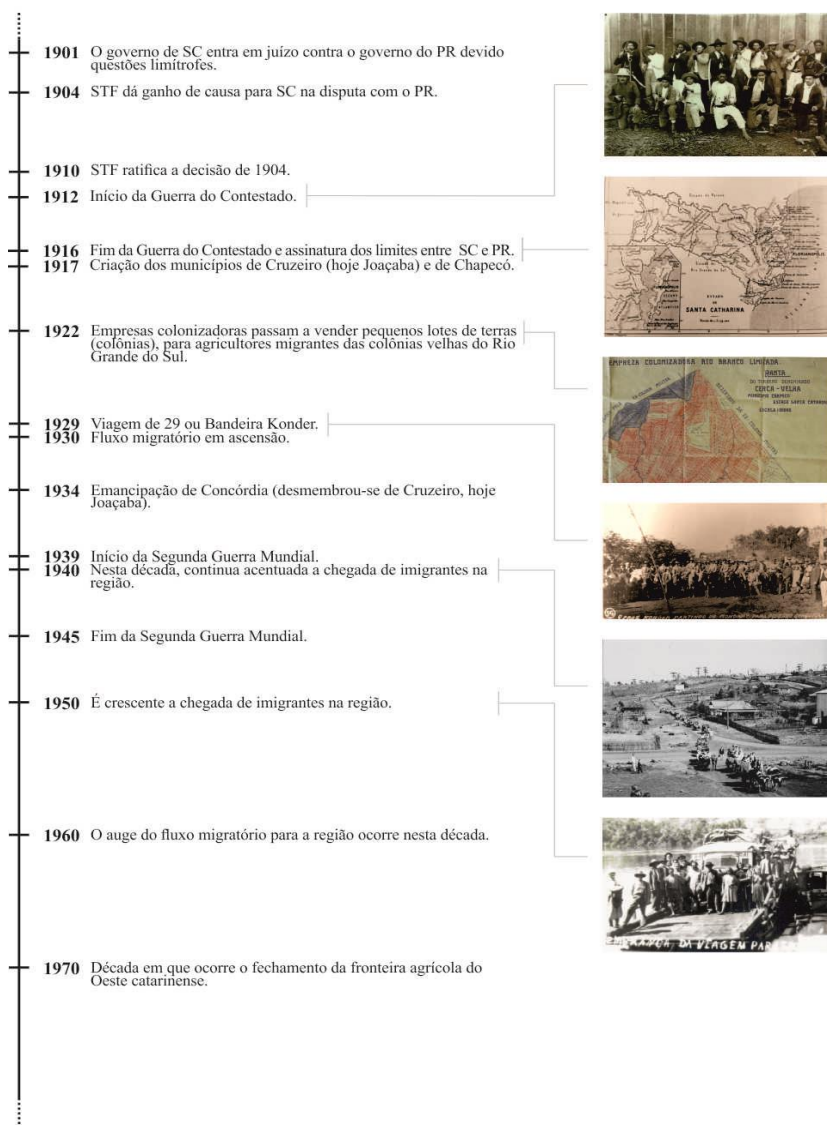 1901 O governo de SC entra em juízo contra o governo do PR devido
questões limítrofes.
1904 STF dá ganho de causa para SC na disputa com o PR.
1910 STF ratifica a decisão de 1904.
1912 Início da Guerra do Contestado.
1916 Fim da Guerra do Contestado e assinatura dos limites entre SC e PR.
1917 Criação dos municípios de Cruzeiro (hoje Joaçaba) e de Chapecó.
1922 Empresas colonizadoras passam a vender pequenos lotes de terras
(colônias), para agricultores migrantes das colônias velhas do Rio
Grande do Sul.
1929 Viagem de 29 ou Bandeira Konder.
1930 Fluxo migratório em ascensão.
1934 Emancipação de Concórdia (desmembrou-se de Cruzeiro, hoje
Joaçaba).
1939 Início da Segunda Guerra Mundial.
1940 Nesta década, continua acentuada a chegada de imigrantes na
região.
1945 Fim da Segunda Guerra Mundial.
1950 É crescente a chegada de imigrantes na região.
1960 O auge do fluxo migratório para a região ocorre nesta década.
1970 Década em que ocorre o fechamento da fronteira agrícola do
Oeste catarinense.
FLORIANOPOLIS
ESTADO
DE
SANTA CATHARINA
EMPREZA COLONIZADORA RIO BRANCO LIMITADA.
PLANTA
CERCA-VELHA
ESCALA
DA VIAGEM PARA